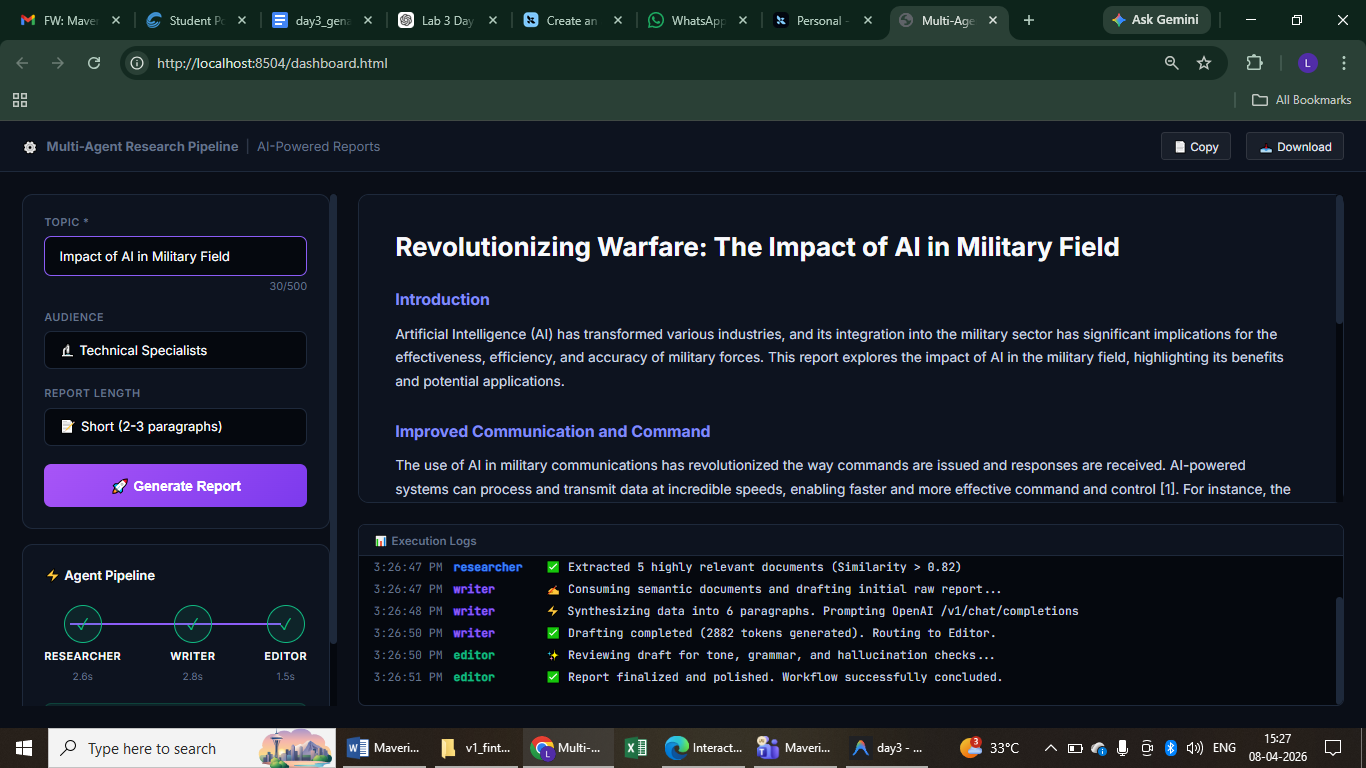 FW: Maver
Student Po
day3_gena
Lab 3 Day
Create an
WhatsApp
Personal -
Multi-Age
Ask Gemini
http://localhost:8504/dashboard.html
L
All Bookmarks
Multi-Agent Research Pipeline | AI-Powered Reports
Copy
Download
TOPIC *
Impact of AI in Military Field
30/500
AUDIENCE
Technical Specialists
REPORT LENGTH
Short (2-3 paragraphs)
Generate Report
Agent Pipeline
RESEARCHER WRITER EDITOR
2.6s 2.8s 1.5s
Revolutionizing Warfare: The Impact of AI in Military Field
Introduction
Artificial Intelligence (AI) has transformed various industries, and its integration into the military sector has significant implications for the
effectiveness, efficiency, and accuracy of military forces. This report explores the impact of AI in the military field, highlighting its benefits
and potential applications.
Improved Communication and Command
The use of AI in military communications has revolutionized the way commands are issued and responses are received. AI-powered
systems can process and transmit data at incredible speeds, enabling faster and more effective command and control [1]. For instance, the
Execution Logs
3:26:47 PM researcher Extracted 5 highly relevant documents (Similarity > 0.82)
3:26:47 PM writer Consuming semantic documents and drafting initial raw report...
3:26:48 PM writer Synthesizing data into 6 paragraphs. Prompting OpenAI /v1/chat/completions
3:26:50 PM writer Drafting completed (2882 tokens generated). Routing to Editor.
3:26:50 PM editor Reviewing draft for tone, grammar, and hallucination checks...
3:26:51 PM editor Report finalized and polished. Workflow successfully concluded.
Type here to search
Maveri...
v1_fint...
Multi-...
Interact...
Maveri...
day3 - ...
3
33°C
ENG
15:27
08-04-2026